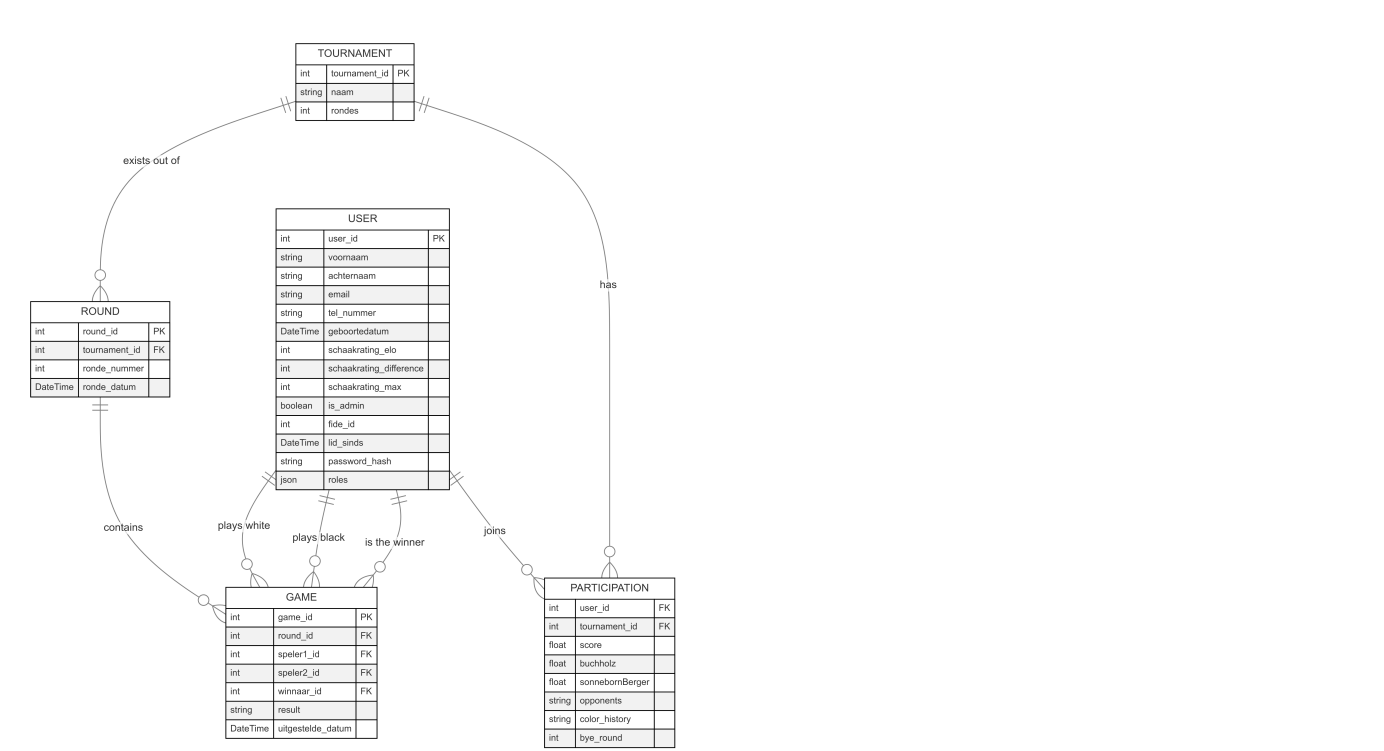 TOURNAMENT
int tournament_id PK
string naam
int rondes
exists out of
has
USER
int user_id PK
string voornaam
string achternaam
string email
string tel_nummer
DateTime geboortedatum
int schaakrating_elo
int schaakrating_difference
int schaakrating_max
boolean is_admin
int fide_id
DateTime lid_sinds
string password_hash
json roles
ROUND
int round_id PK
int tournament_id FK
int ronde_nummer
DateTime ronde_datum
contains
plays white
plays black
is the winner
joins
GAME
int game_id PK
int round_id FK
int speler1_id FK
int speler2_id FK
int winnaar_id FK
string result
DateTime uitgestelde_datum
PARTICIPATION
int user_id FK
int tournament_id FK
float score
float buchholz
float sonnebornBerger
string opponents
string color_history
int bye_round